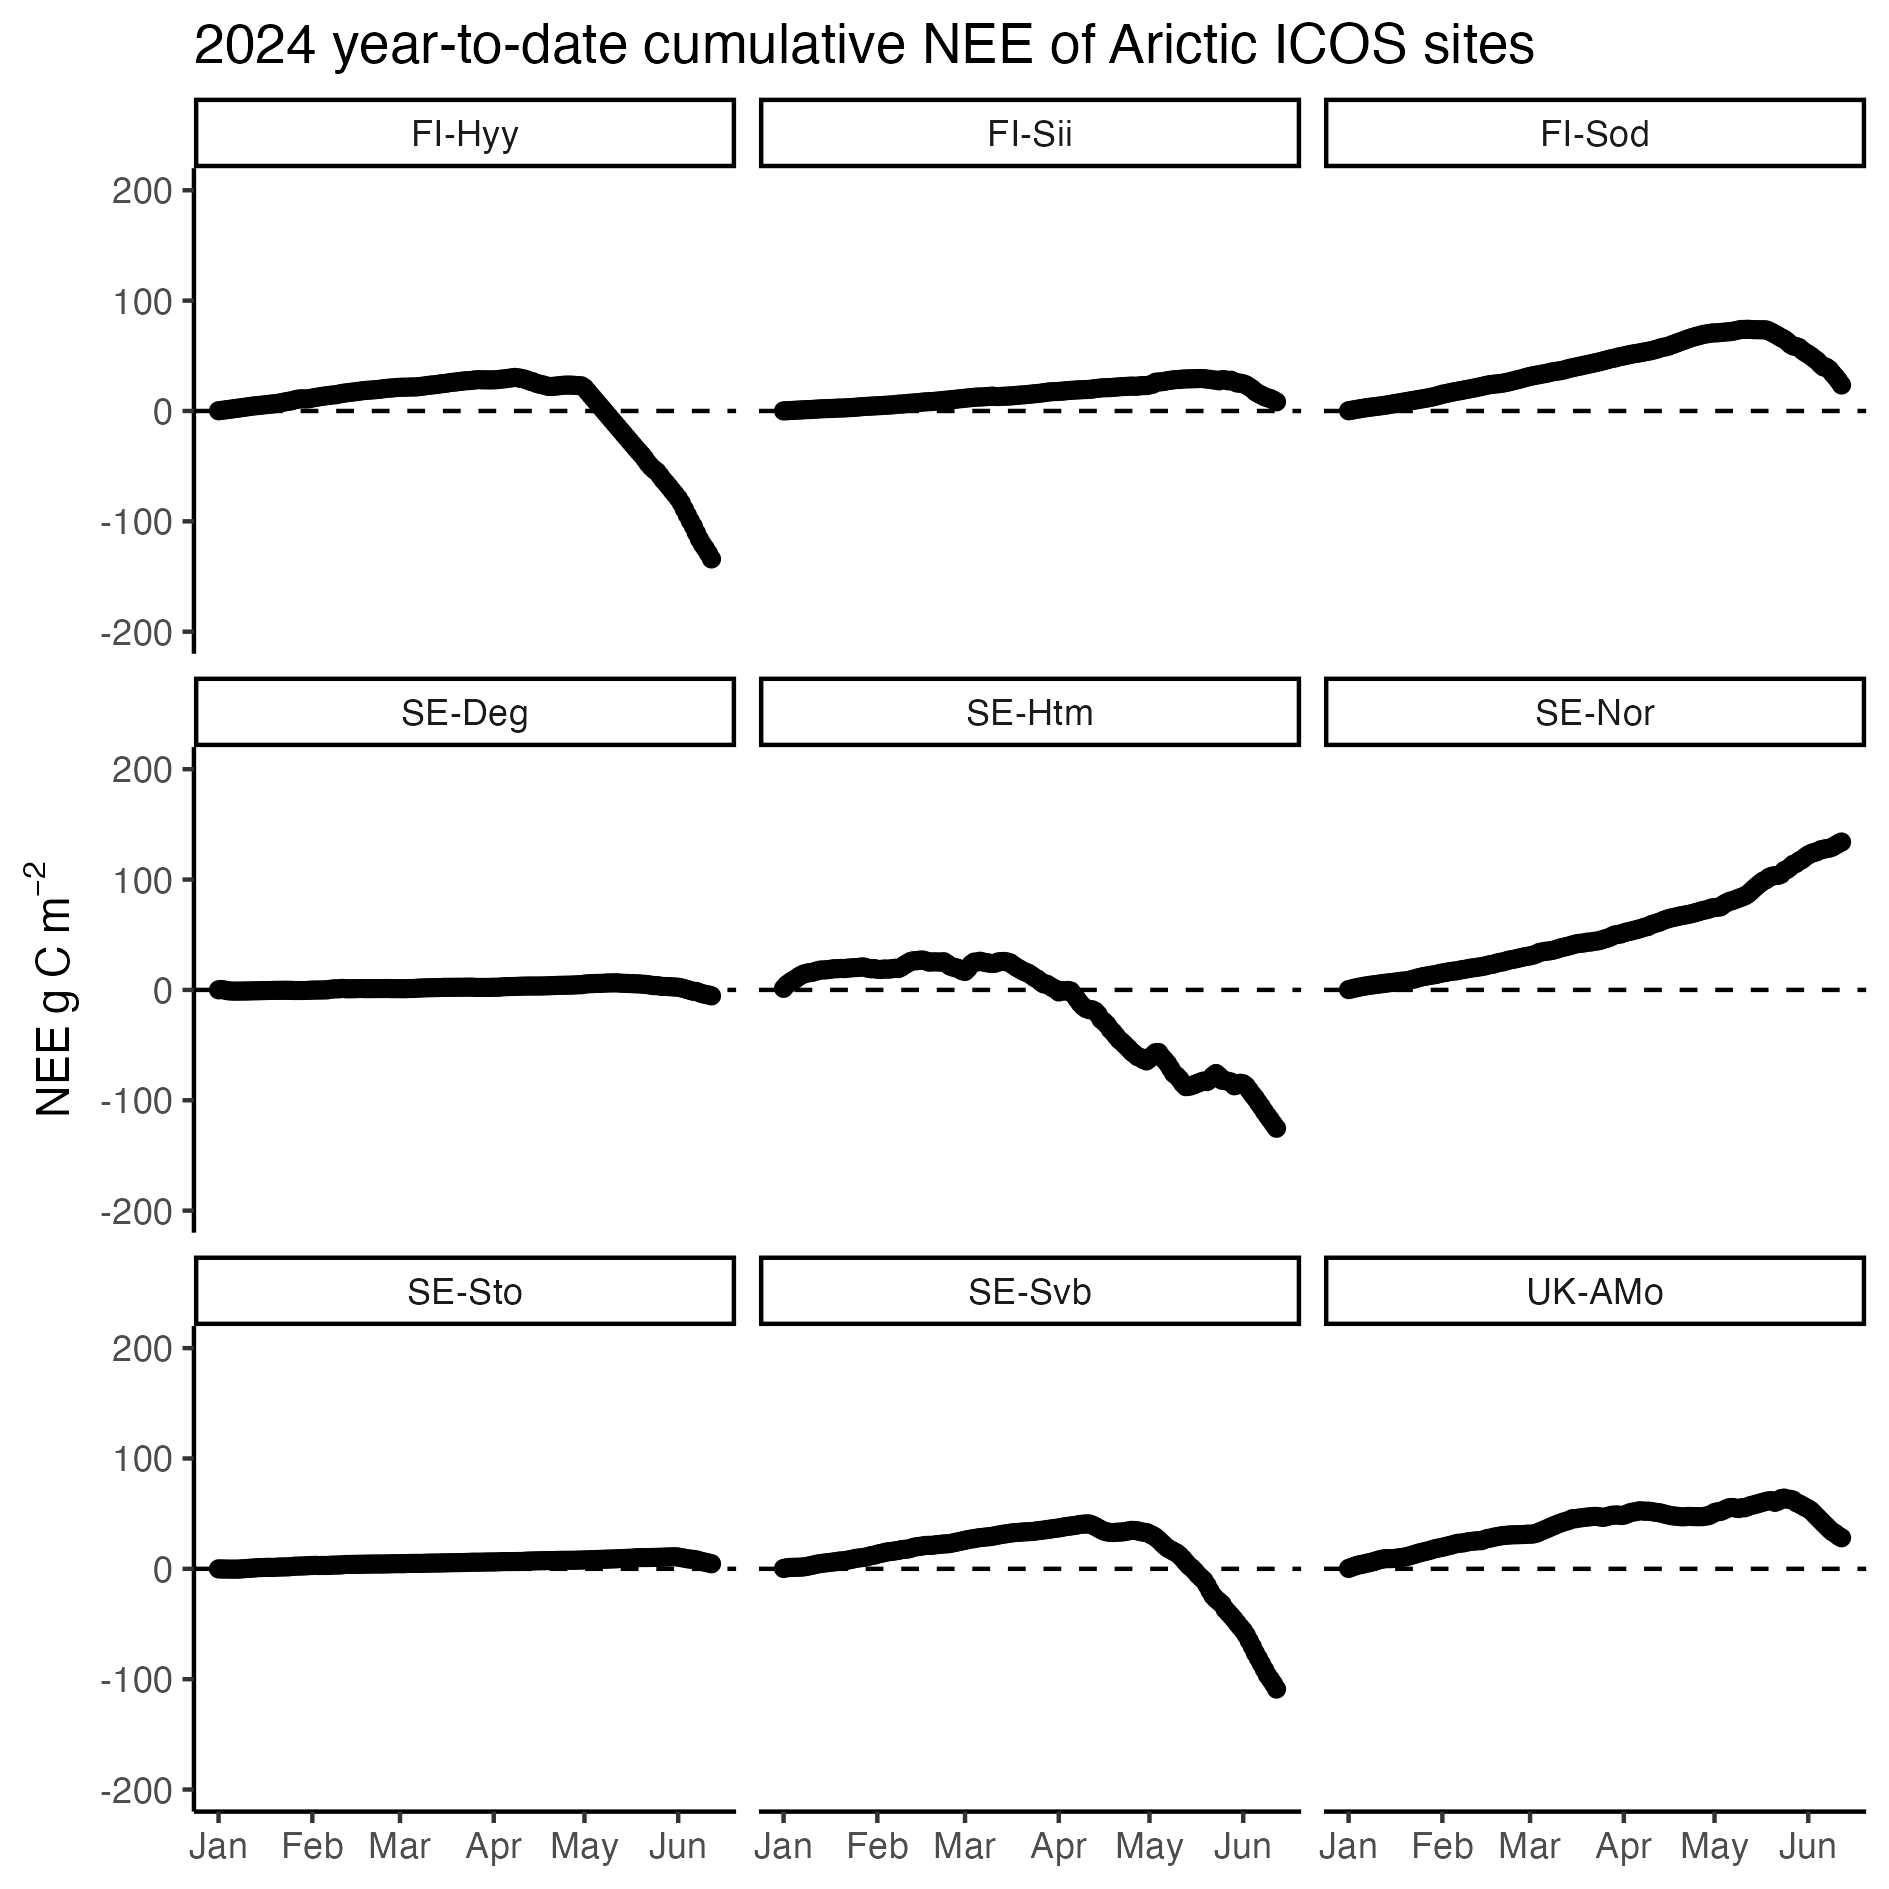 2024 year-to-date cumulative NEE of Arictic ICOS sites
FI-Hyy FI-Sii FI-Sod
200
100
0
-100
-200
SE-Deg SE-Htm SE-Nor
200
100
0
-100
-200
NEE g C m⁻²
SE-Sto SE-Svb UK-AMo
200
100
0
-100
-200
Jan Feb Mar Apr May Jun Jan Feb Mar Apr May Jun Jan Feb Mar Apr May Jun